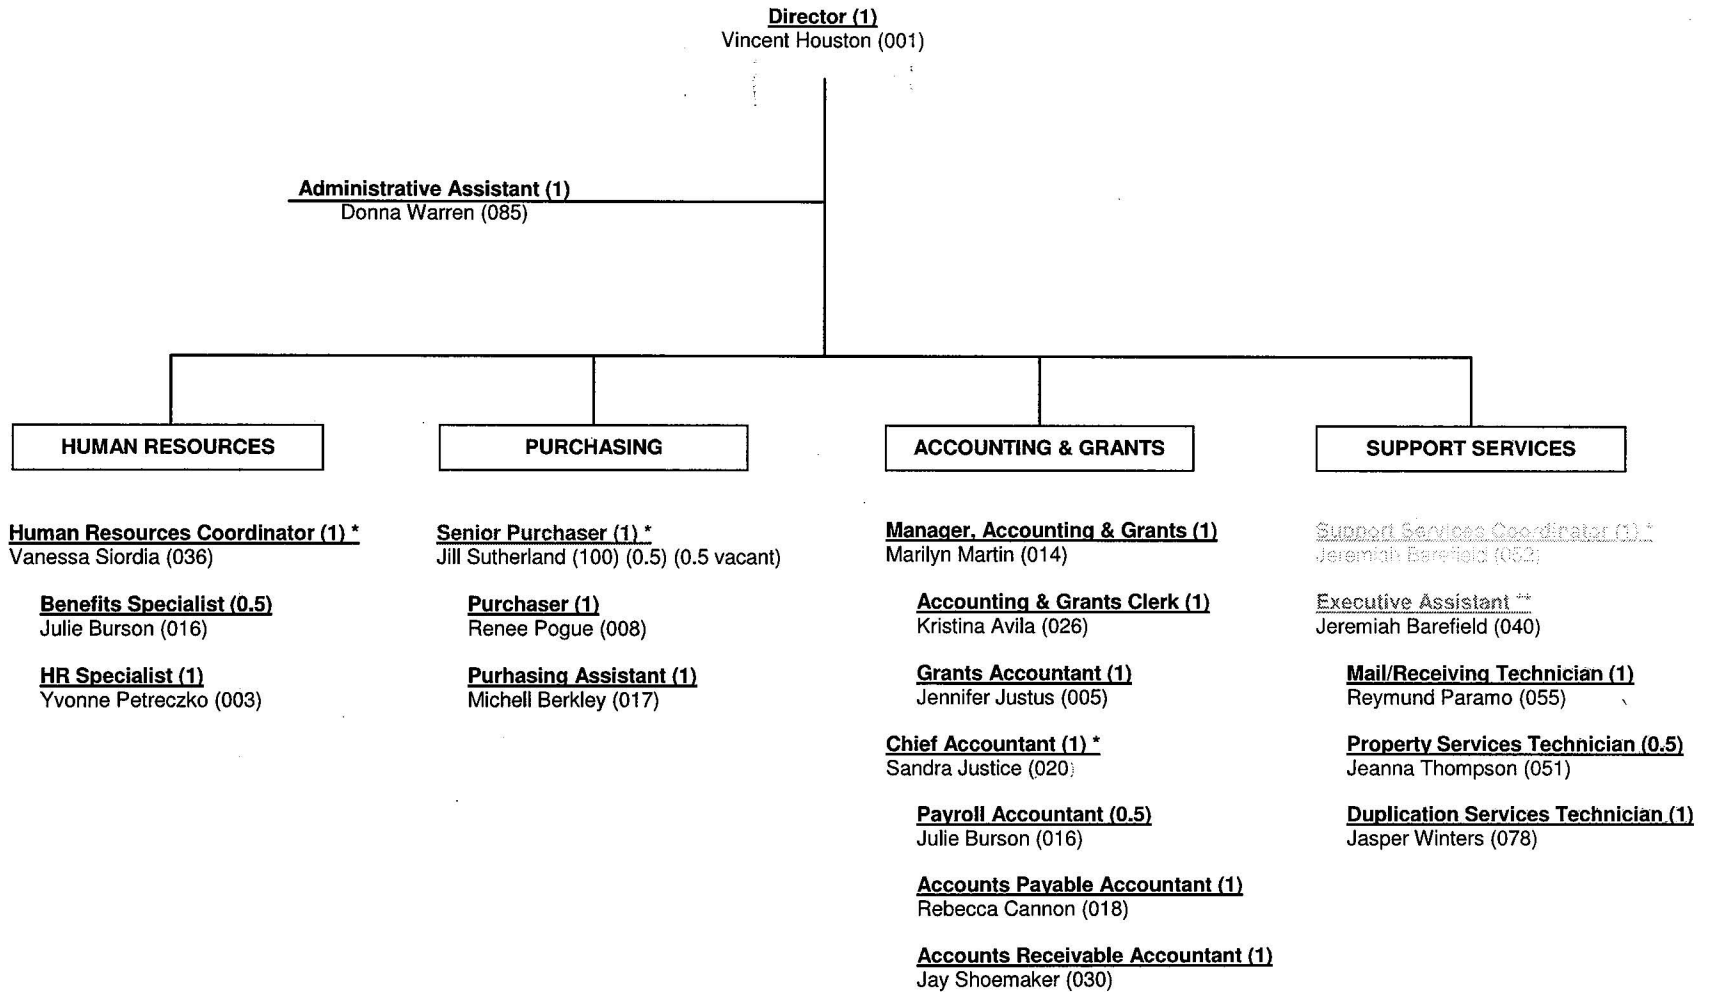 Director (1)
Vincent Houston (001)
Administrative Assistant (1)
Donna Warren (085)
HUMAN RESOURCES
Human Resources Coordinator (1) *
Vanessa Siordia (036)
Benefits Specialist (0.5)
Julie Burson (016)
HR Specialist (1)
Yvonne Petreczko (003)
PURCHASING
Senior Purchaser (1) *
Jill Sutherland (100) (0.5) (0.5 vacant)
Purchaser (1)
Renee Pogue (008)
Purhasing Assistant (1)
Michell Berkley (017)
ACCOUNTING & GRANTS
Manager, Accounting & Grants (1)
Marilyn Martin (014)
Accounting & Grants Clerk (1)
Kristina Avila (026)
Grants Accountant (1)
Jennifer Justus (005)
Chief Accountant (1) *
Sandra Justice (020)
Payroll Accountant (0.5)
Julie Burson (016)
Accounts Payable Accountant (1)
Rebecca Cannon (018)
Accounts Receivable Accountant (1)
Jay Shoemaker (030)
SUPPORT SERVICES
Support Services Coordinator (1) *
Jeremiah Barefield
Executive Assistant **
Jeremiah Barefield (040)
Mail/Receiving Technician (1)
Reymund Paramo (055)
Property Services Technician (0.5)
Jeanna Thompson (051)
Duplication Services Technician (1)
Jasper Winters (078)